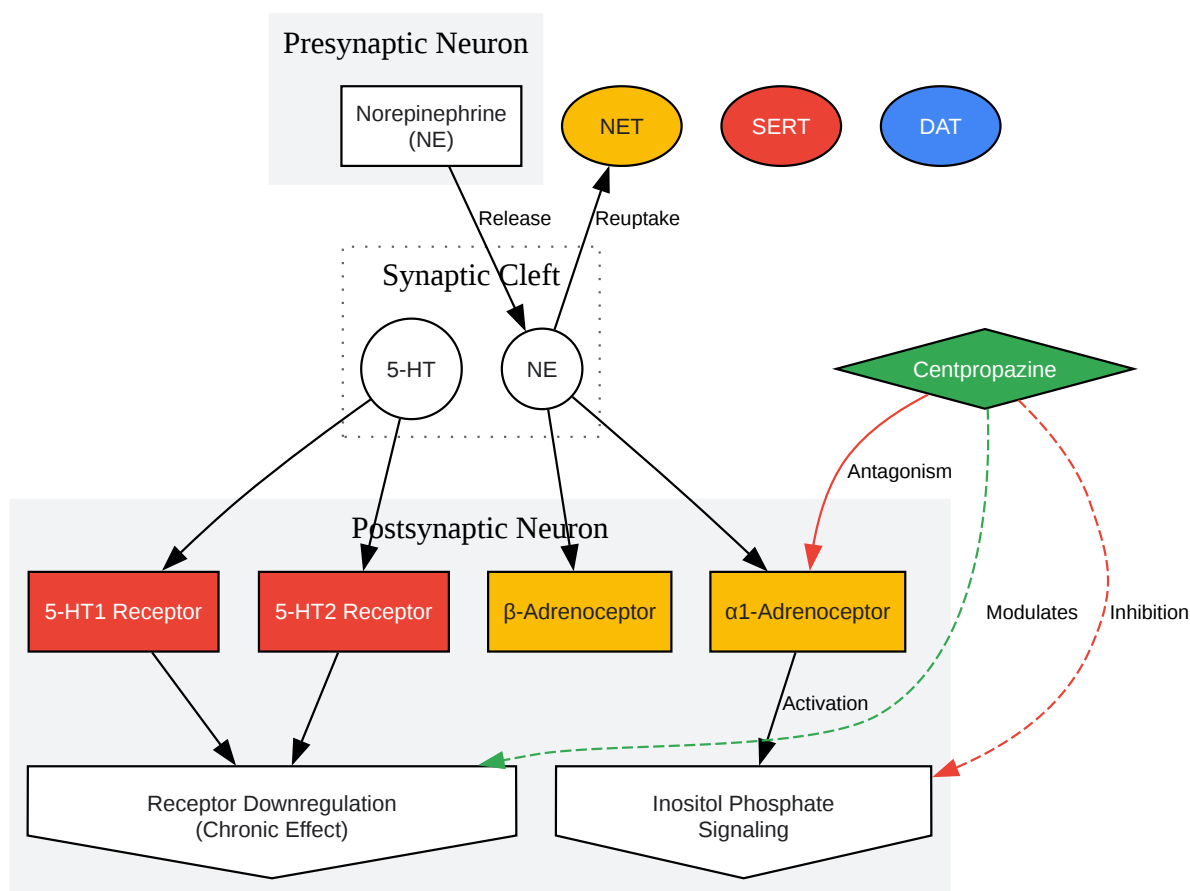 Presynaptic Neuron
Norepinephrine
(NE)
NET
SERT
DAT
Release
Reuptake
Synaptic Cleft
5-HT
NE
Centpropazine
Antagonism
Postsynaptic Neuron
5-HT1 Receptor
5-HT2 Receptor
β-Adrenoceptor
α1-Adrenoceptor
Modulates
Inhibition
Activation
Receptor Downregulation
(Chronic Effect)
Inositol Phosphate
Signaling